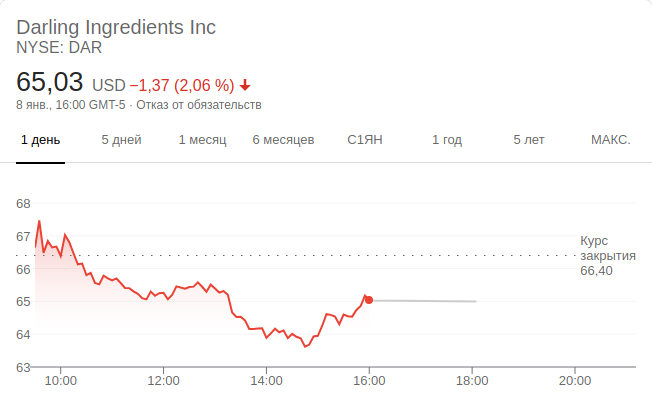 Darling Ingredients Inc
NYSE: DAR
65,03 USD −1,37 (2,06 %)
8 янв., 16:00 GMT-5 · Отказ от обязательств
1 день 5 дней 1 месяц 6 месяцев С1ЯН 1 год 5 лет МАКС.
68
67
Курс
закрытия
66,40
66
65
64
63
10:00 12:00 14:00 16:00 18:00 20:00